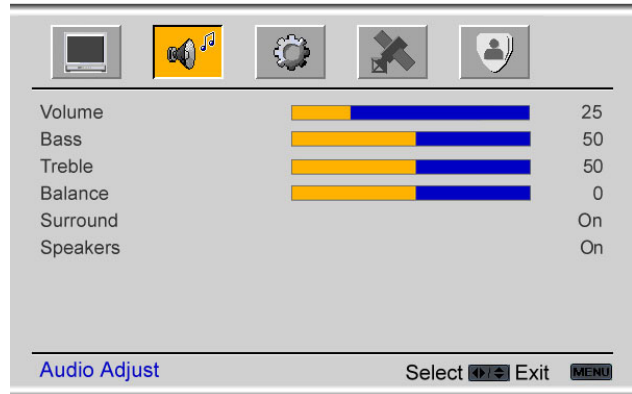 Volume 25
Bass 50
Treble 50
Balance 0
Surround On
Speakers On
Audio Adjust Select Exit MENU